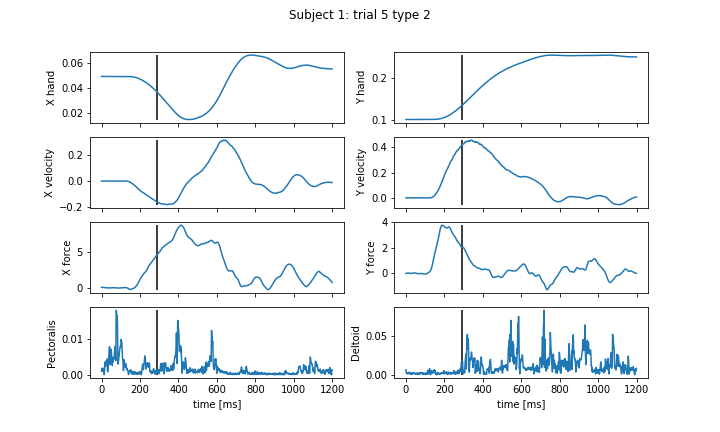 Subject 1: trial 5 type 2
X hand
0.06
0.04
0.02
Y hand
0.2
0.1
X velocity
0.2
0.0
−0.2
Y velocity
0.4
0.2
0.0
X force
5
0
Y force
4
2
0
Pectoralis
0.01
0.00
0 200 400 600 800 1000 1200
time [ms]
Deltoid
0.05
0.00
0 200 400 600 800 1000 1200
time [ms]